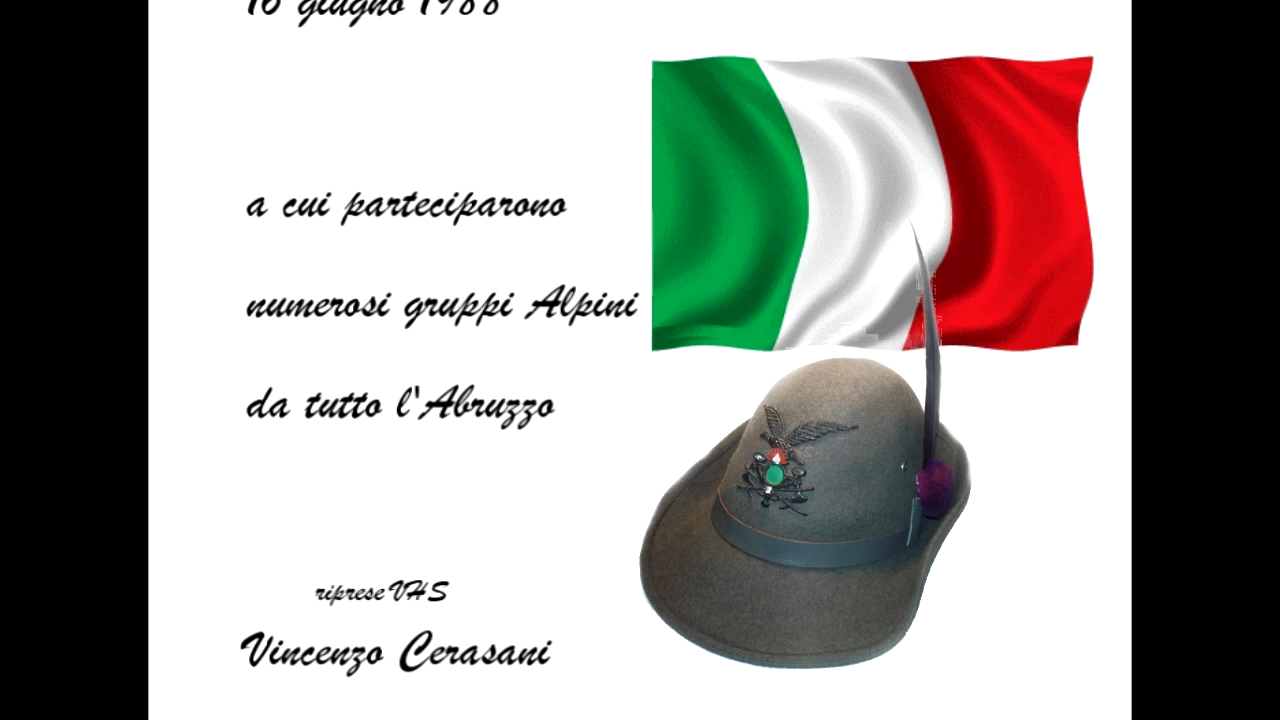 16 giugno 1988
a cui parteciparono
numerosi gruppi Alpini
da tutto l'Abruzzo
riprese VHS
Vincenzo Cerasani